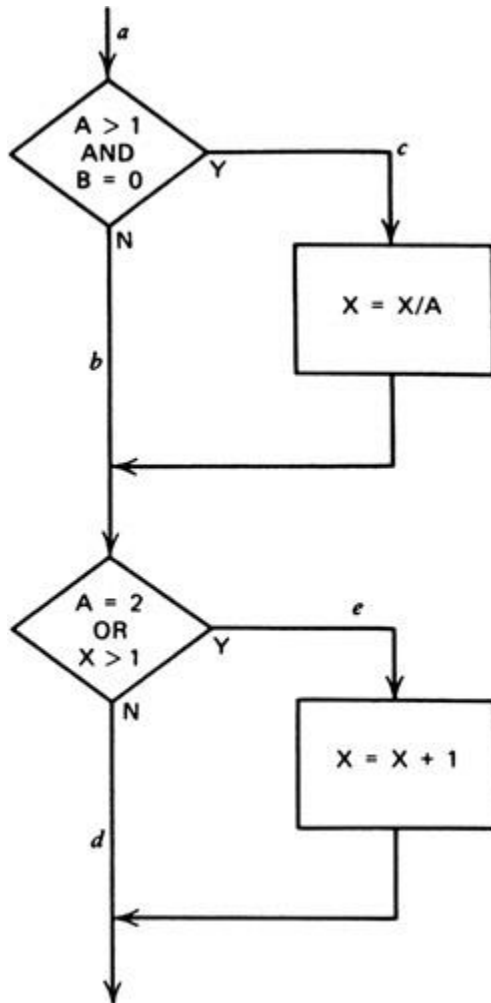 a
A > 1
AND
B = 0
Y
c
N
X = X/A
b
A = 2
OR
X > 1
Y
e
N
X = X + 1
d